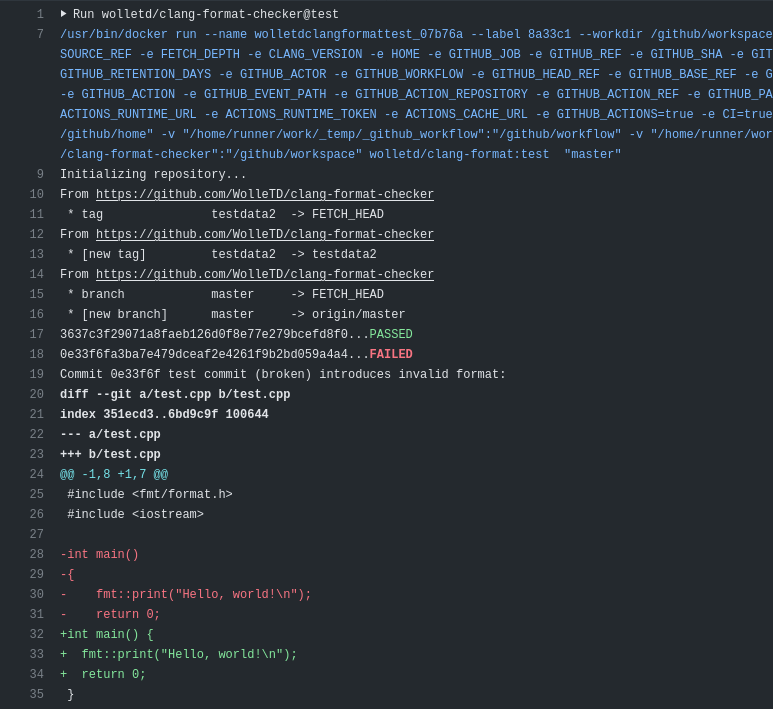 1 Run wolletd/clang-format-checker@test
7 /usr/bin/docker run --name wolletdclangformattest_07b76a --label 8a33c1 --workdir /github/workspace
SOURCE_REF -e FETCH_DEPTH -e CLANG_VERSION -e HOME -e GITHUB_JOB -e GITHUB_REF -e GITHUB_SHA -e GIT
GITHUB_RETENTION_DAYS -e GITHUB_ACTOR -e GITHUB_WORKFLOW -e GITHUB_HEAD_REF -e GITHUB_BASE_REF -e G
-e GITHUB_ACTION -e GITHUB_EVENT_PATH -e GITHUB_ACTION_REPOSITORY -e GITHUB_ACTION_REF -e GITHUB_PA
ACTIONS_RUNTIME_URL -e ACTIONS_RUNTIME_TOKEN -e ACTIONS_CACHE_URL -e GITHUB_ACTIONS=true -e CI=true
/github/home" -v "/home/runner/work/_temp/_github_workflow":"/github/workflow" -v "/home/runner/wor
/clang-format-checker":"/github/workspace" wolletd/clang-format:test  "master"
9 Initializing repository...
10 From https://github.com/WolleTD/clang-format-checker
11  * tag               testdata2  -> FETCH_HEAD
12 From https://github.com/WolleTD/clang-format-checker
13  * [new tag]         testdata2  -> testdata2
14 From https://github.com/WolleTD/clang-format-checker
15  * branch            master     -> FETCH_HEAD
16  * [new branch]      master     -> origin/master
17 3637c3f29071a8faeb126d0f8e77e279bcefd8f0...PASSED
18 0e33f6fa3ba7e479dceaf2e4261f9b2bd059a4a4...FAILED
19 Commit 0e33f6f test commit (broken) introduces invalid format:
20 diff --git a/test.cpp b/test.cpp
21 index 351ecd3..6bd9c9f 100644
22 --- a/test.cpp
23 +++ b/test.cpp
24 @@ -1,8 +1,7 @@
25  #include <fmt/format.h>
26  #include <iostream>
27
28 -int main()
29 -{
30 -    fmt::print("Hello, world!\n");
31 -    return 0;
32 +int main() {
33 +  fmt::print("Hello, world!\n");
34 +  return 0;
35  }